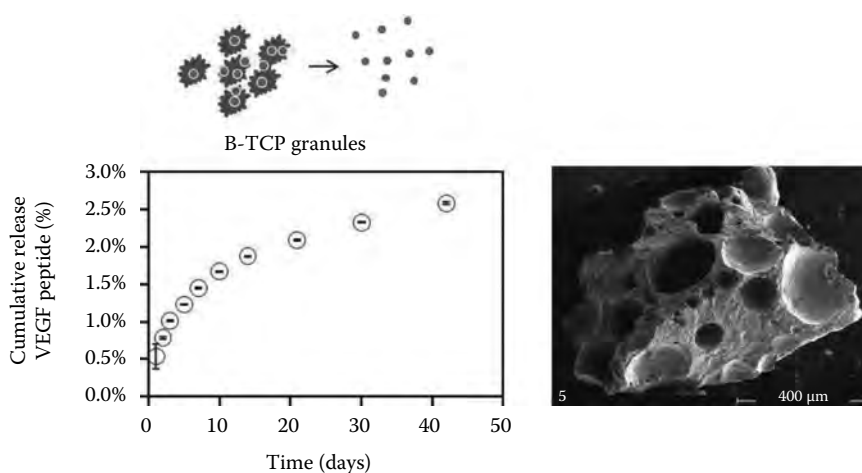 B-TCP granules
Cumulative release
VEGF peptide (%)
3.0%
2.5%
2.0%
1.5%
1.0%
0.5%
0.0%
0 10 20 30 40 50
Time (days)
5
400 µm